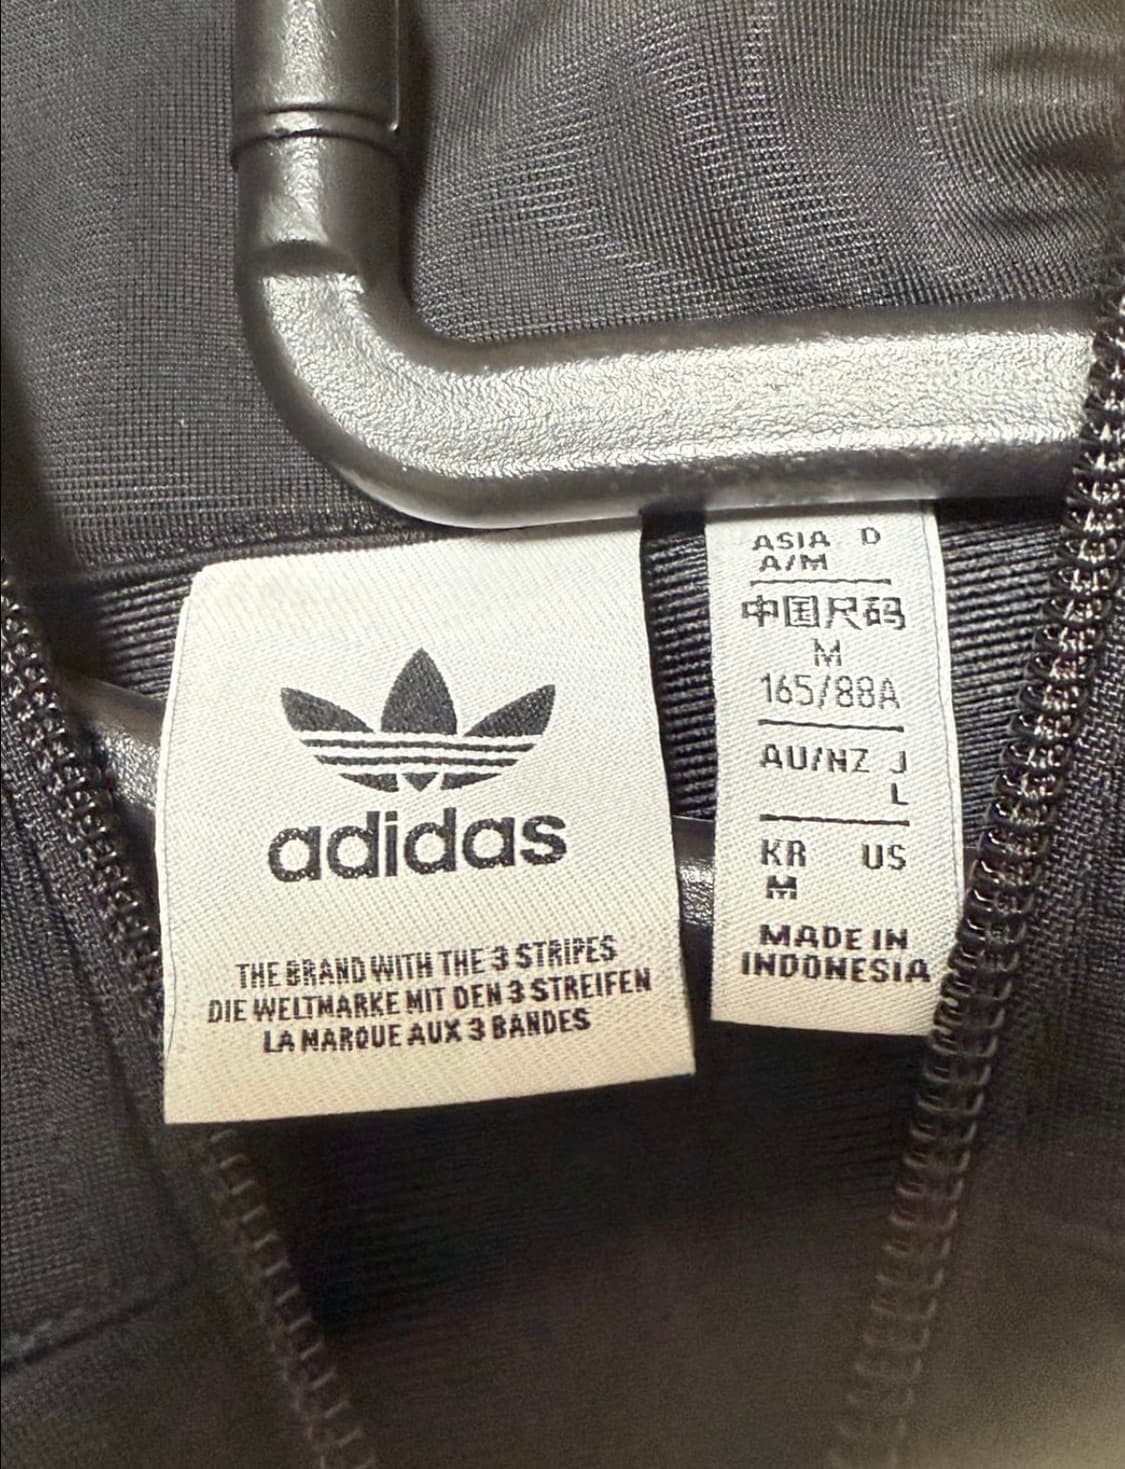 adidas
THE BRAND WITH THE 3 STRIPES
DIE WELTMARKE MIT DEN 3 STREIFEN
LA MARQUE AUX 3 BANDES
ASIA D
A/M
中国尺码
M
165/88A
AU/NZ J
L
KR US
M
MADE IN
INDONESIA